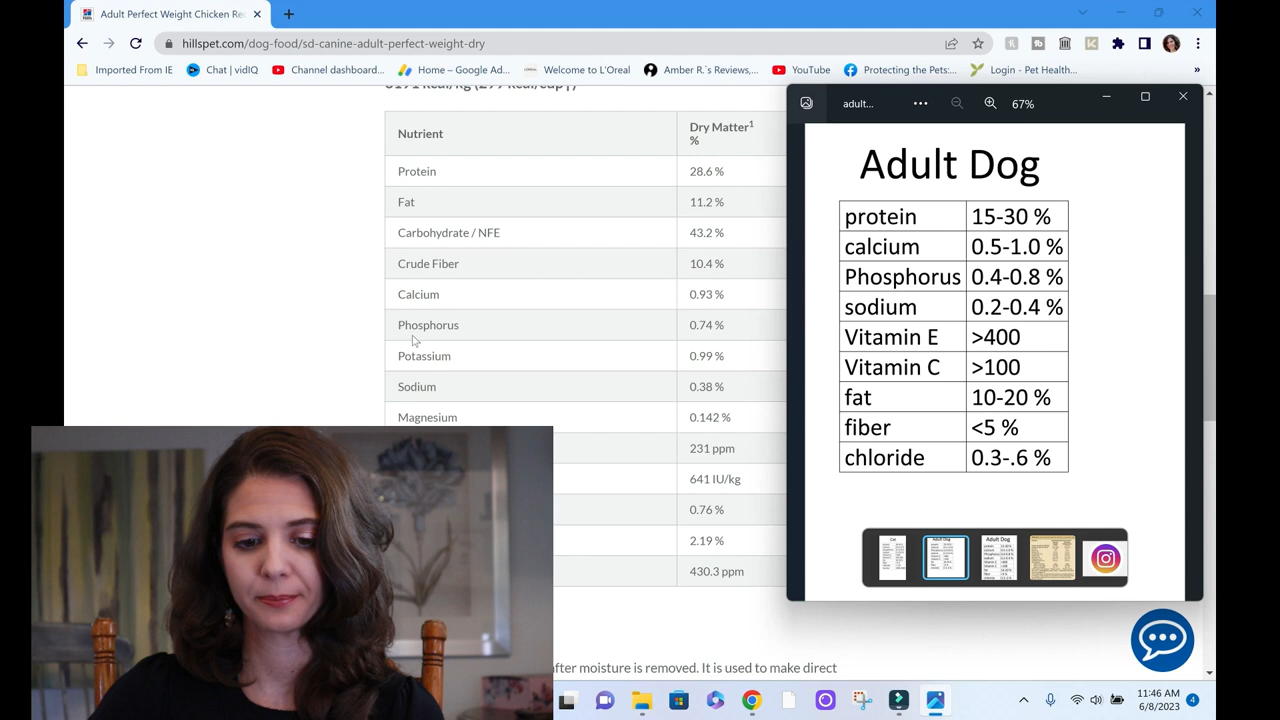 Adult Perfect Weight Chicken Re
hillspet.com/dog-food/sd-canine-adult-perfect-weight-dry
Imported From IE
Chat | vidIQ
Channel dashboard...
Home – Google Ad...
Welcome to L'Oreal
Amber R.'s Reviews,...
YouTube
Protecting the Pets:...
Login - Pet Health...
»
Nutrient Dry Matter1 %
Protein 28.6 %
Fat 11.2 %
Carbohydrate / NFE 43.2 %
Crude Fiber 10.4 %
Calcium 0.93 %
Phosphorus 0.74 %
Potassium 0.99 %
Sodium 0.38 %
Magnesium 0.142 %
231 ppm
641 IU/kg
0.76 %
2.19 %
430.3 ppm
after moisture is removed. It is used to make direct
adult...
67%
Adult Dog
protein 15-30 %
calcium 0.5-1.0 %
Phosphorus 0.4-0.8 %
sodium 0.2-0.4 %
Vitamin E >400
Vitamin C >100
fat 10-20 %
fiber <5 %
chloride 0.3-.6 %
11:46 AM
6/8/2023
4